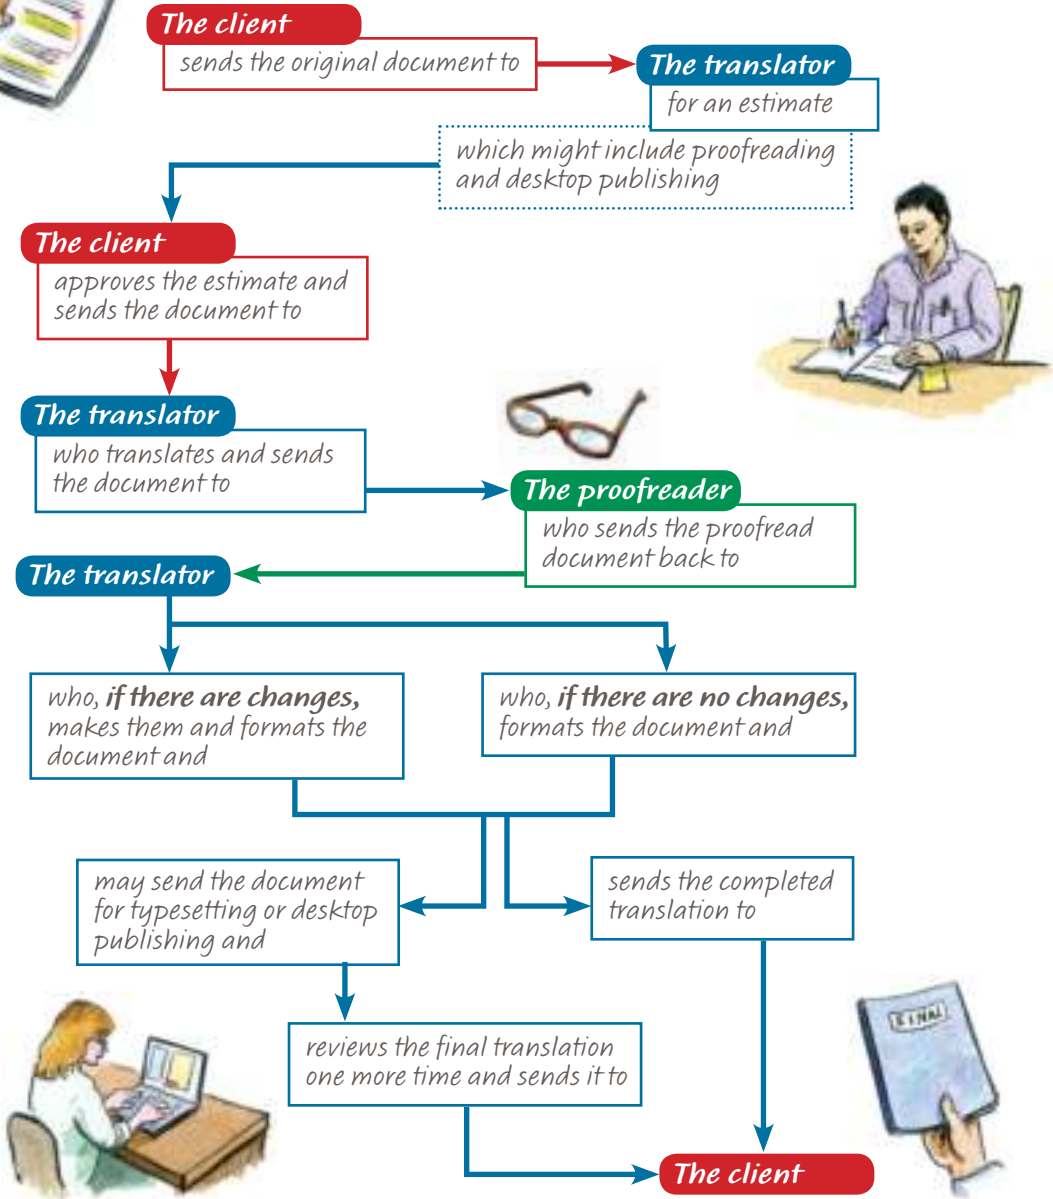 The client
sends the original document to
The translator
for an estimate
which might include proofreading
and desktop publishing
The client
approves the estimate and
sends the document to
The translator
who translates and sends
the document to
The proofreader
who sends the proofread
document back to
The translator
who, if there are changes,
makes them and formats the
document and
who, if there are no changes,
formats the document and
may send the document
for typesetting or desktop
publishing and
sends the completed
translation to
reviews the final translation
one more time and sends it to
FINAL
The client